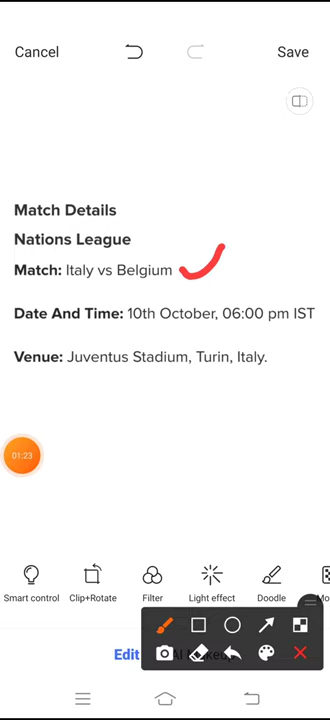 Cancel
Save
Match Details
Nations League
Match: Italy vs Belgium
Date And Time: 10th October, 06:00 pm IST
Venue: Juventus Stadium, Turin, Italy.
01:23
Smart control
Clip+Rotate
Filter
Light effect
Doodle
Edit